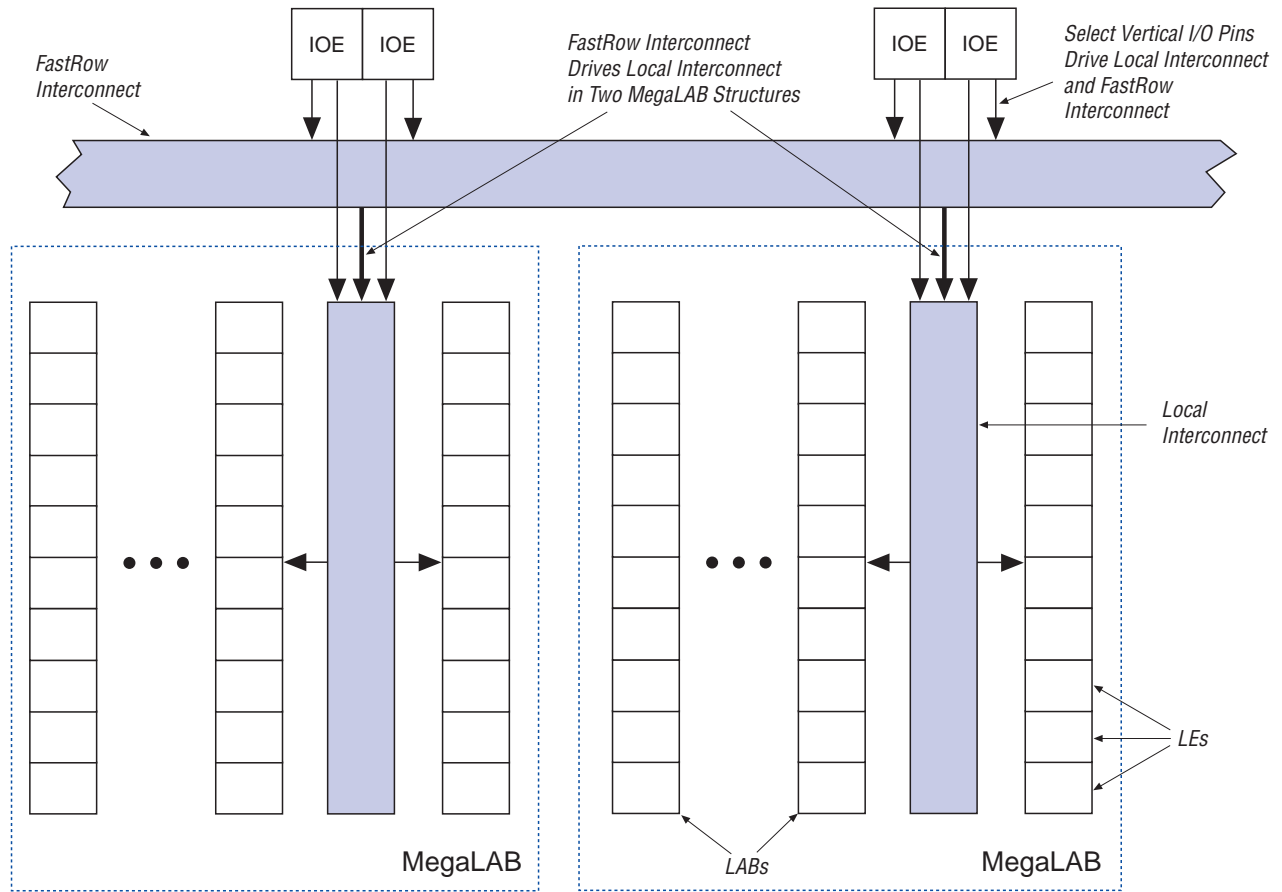 IOE IOE
IOE IOE
FastRow
Interconnect
FastRow Interconnect
Drives Local Interconnect
in Two MegaLAB Structures
Select Vertical I/O Pins
Drive Local Interconnect
and FastRow
Interconnect
Local
Interconnect
LEs
LABs
MegaLAB
MegaLAB